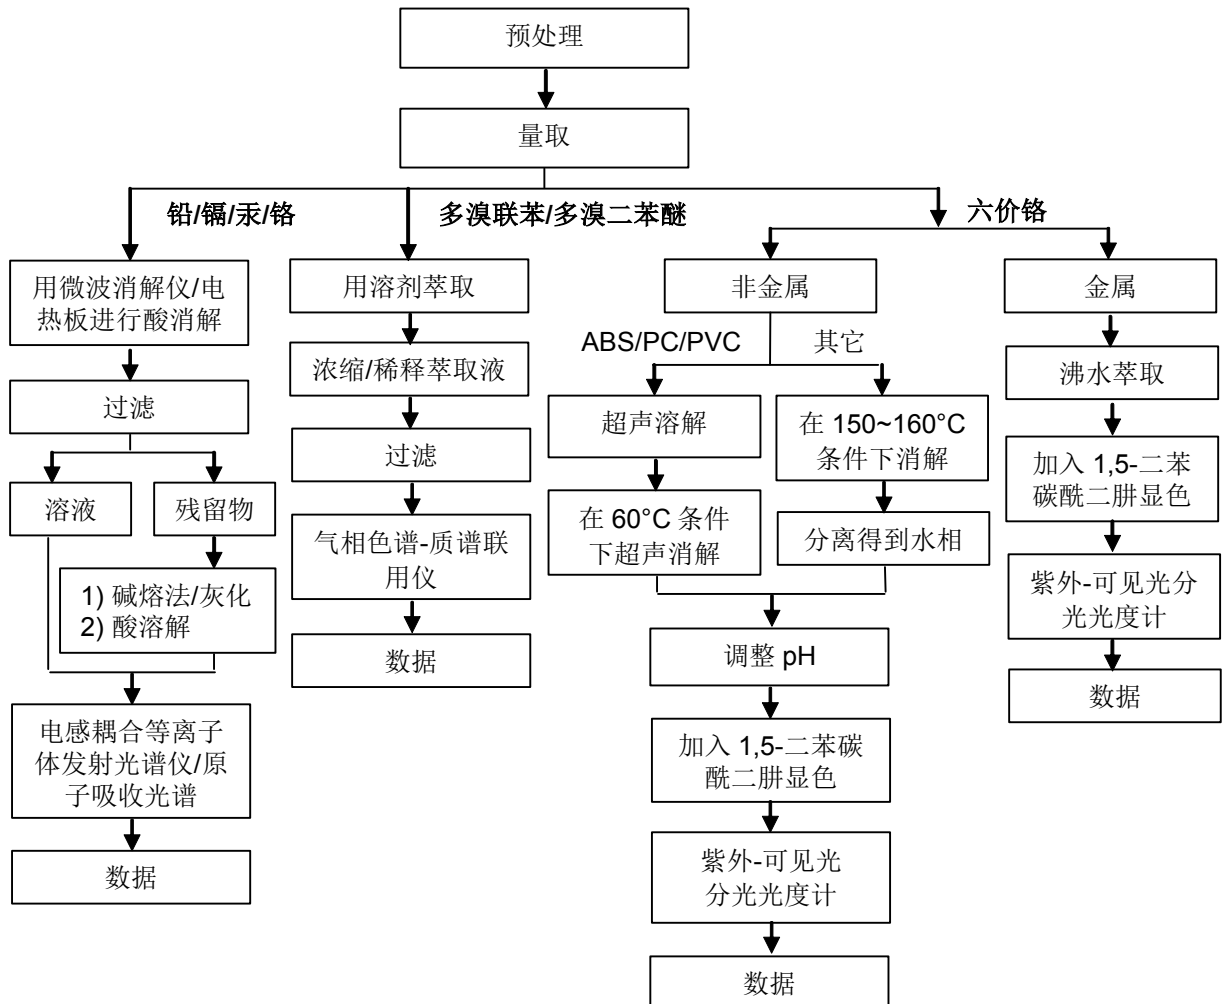 预处理
量取
铅/镉/汞/铬
多溴联苯/多溴二苯醚
六价铬
用微波消解仪/电
热板进行酸消解
过滤
溶液
残留物
1) 碱熔法/灰化
2) 酸溶解
电感耦合等离子
体发射光谱仪/原
子吸收光谱
数据
用溶剂萃取
浓缩/稀释萃取液
过滤
气相色谱-质谱联
用仪
数据
非金属
ABS/PC/PVC
其它
超声溶解
在 60°C 条件
下超声消解
在 150~160°C
条件下消解
分离得到水相
调整 pH
加入 1,5-二苯碳
酰二肼显色
紫外-可见光
分光光度计
数据
金属
沸水萃取
加入 1,5-二苯
碳酰二肼显色
紫外-可见光分
光光度计
数据